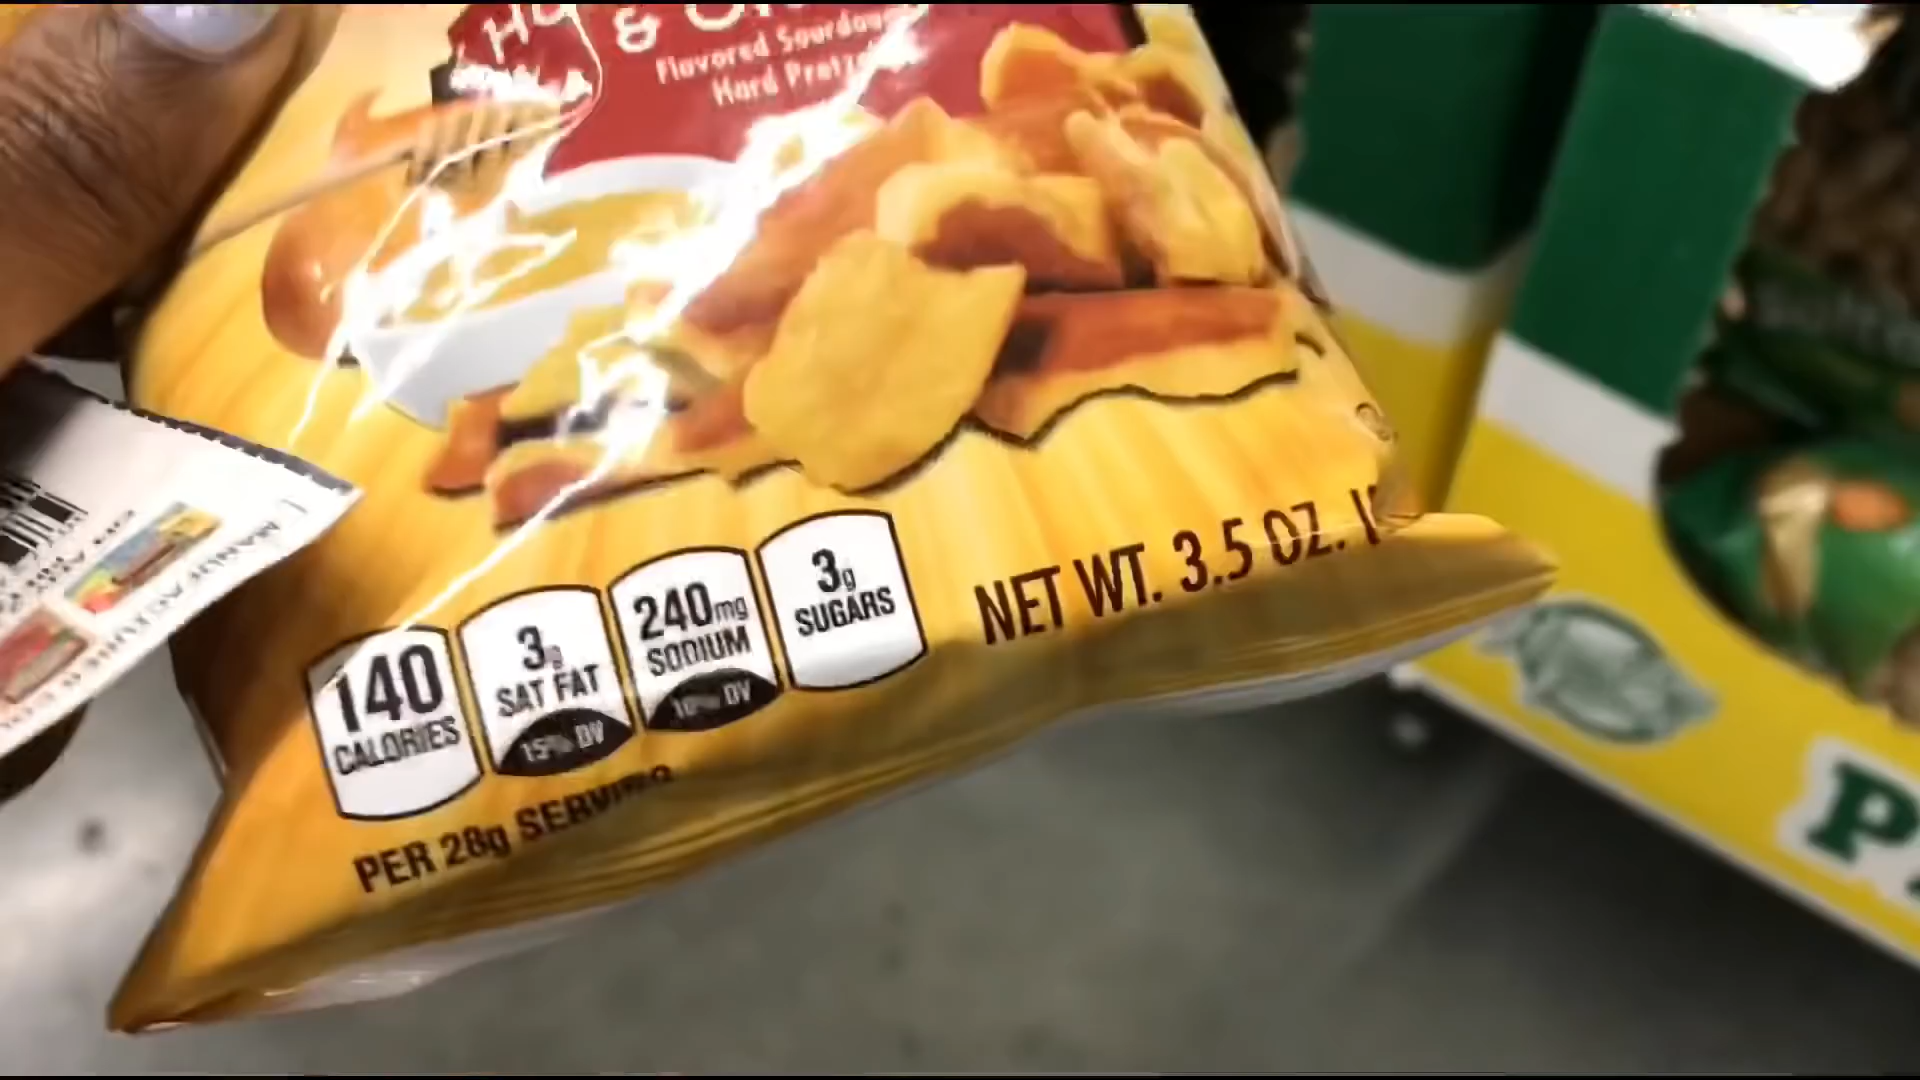 &
Flavored Sourdough
Hard Pretzel
140
CALORIES
3g
SAT FAT
15% DV
240mg
SODIUM
10% DV
3g
SUGARS
PER 28g SERVING
NET WT. 3.5 OZ.